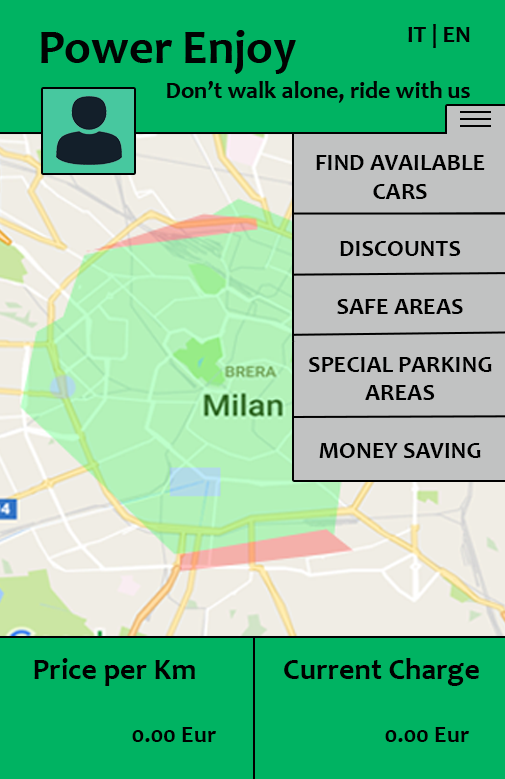 Power Enjoy
IT | EN
Don't walk alone, ride with us
FIND AVAILABLE
CARS
DISCOUNTS
SAFE AREAS
SPECIAL PARKING
AREAS
MONEY SAVING
BRERA
Milan
Price per Km
0.00 Eur
Current Charge
0.00 Eur